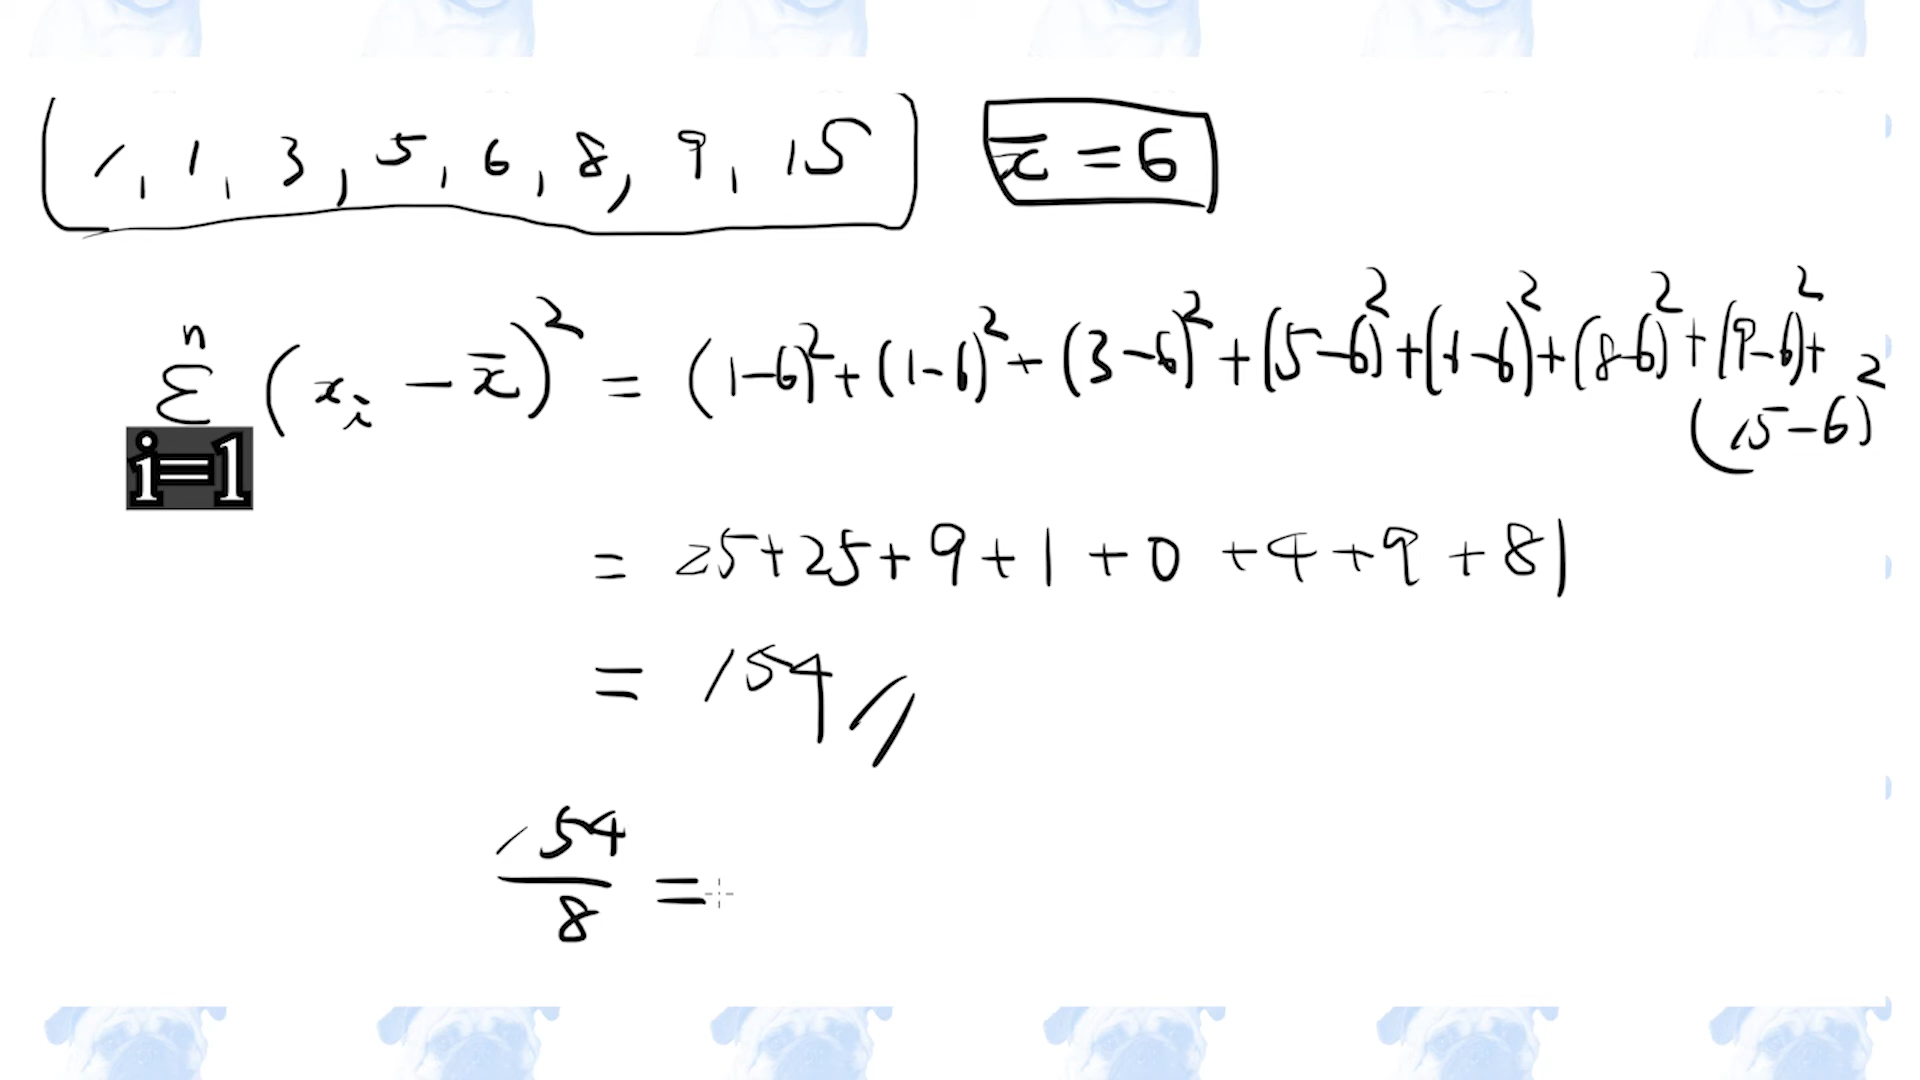 1, 1, 3, 5, 6, 8, 9, 15
x̄ = 6
n
Σ (xᵢ − x̄)² = (1−6)² + (1−6)² + (3−6)² + (5−6)² + (1−6)² + (8−6)² + (9−6)² +
i=1
(15−6)²
= 25+25+9+1+0+4+9+81
= 154 //
154
8 =